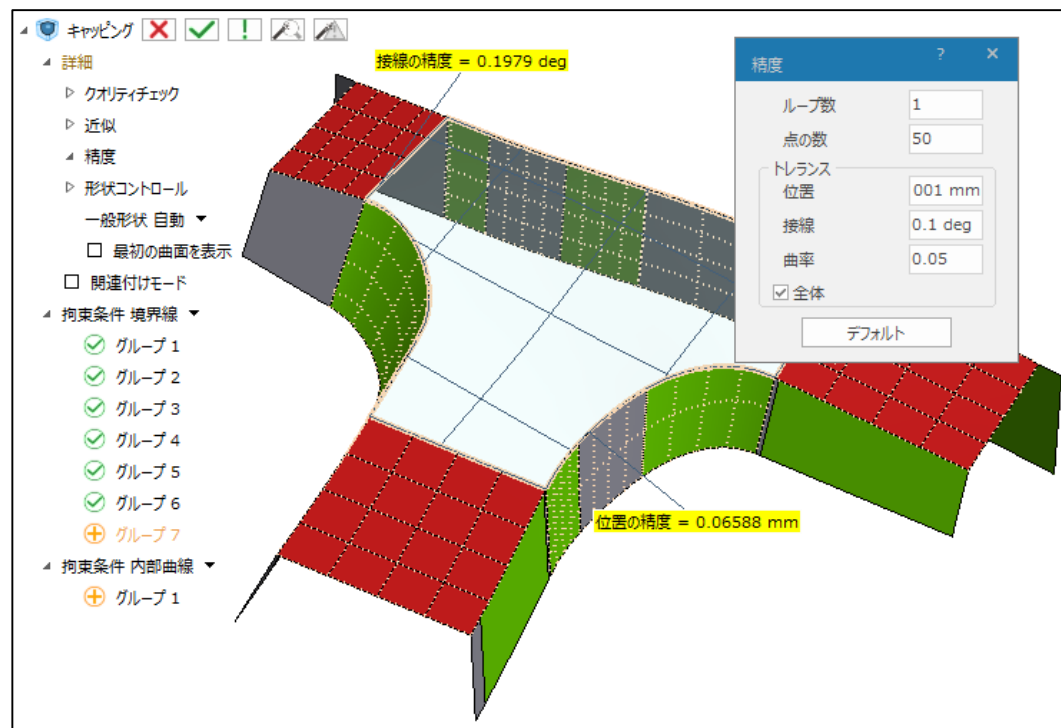 キャッピング
詳細
クオリティチェック
近似
精度
形状コントロール
一般形状 自動
最初の曲面を表示
関連付けモード
拘束条件 境界線
グループ 1
グループ 2
グループ 3
グループ 4
グループ 5
グループ 6
グループ 7
拘束条件 内部曲線
グループ 1
接線の精度 = 0.1979 deg
位置の精度 = 0.06588 mm
精度 ? ×
ループ数 1
点の数 50
トレランス
位置 001 mm
接線 0.1 deg
曲率 0.05
全体
デフォルト